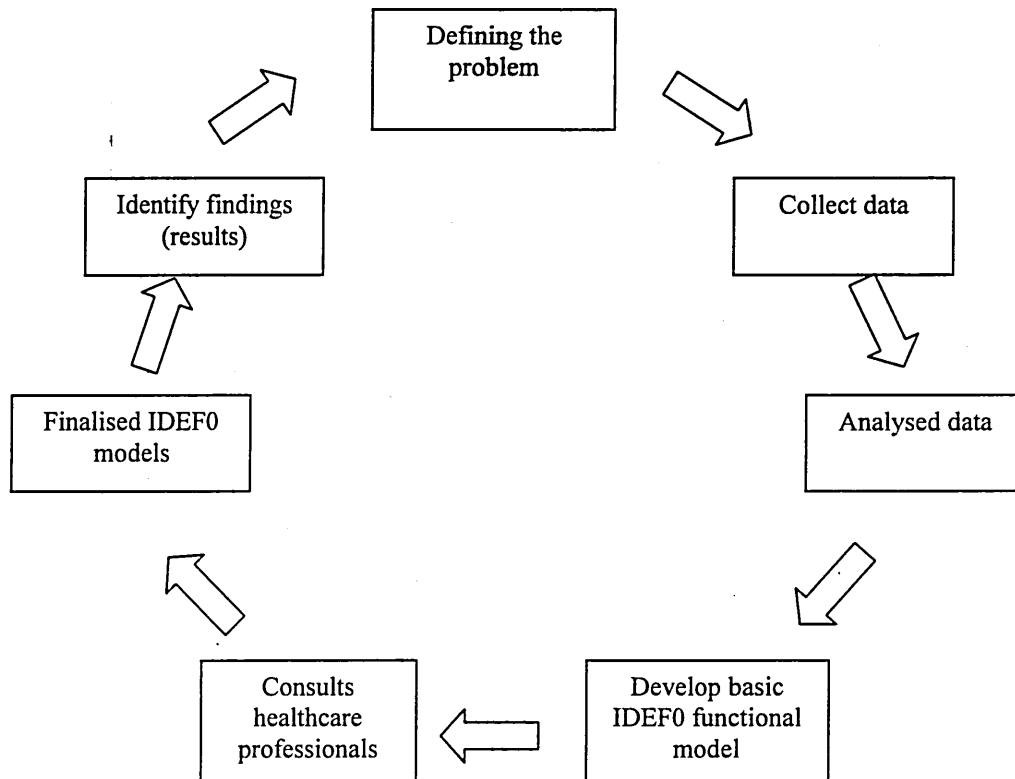 Defining the
problem
Collect data
Analysed data
Develop basic
IDEF0 functional
model
Consults
healthcare
professionals
Finalised IDEF0
models
Identify findings
(results)